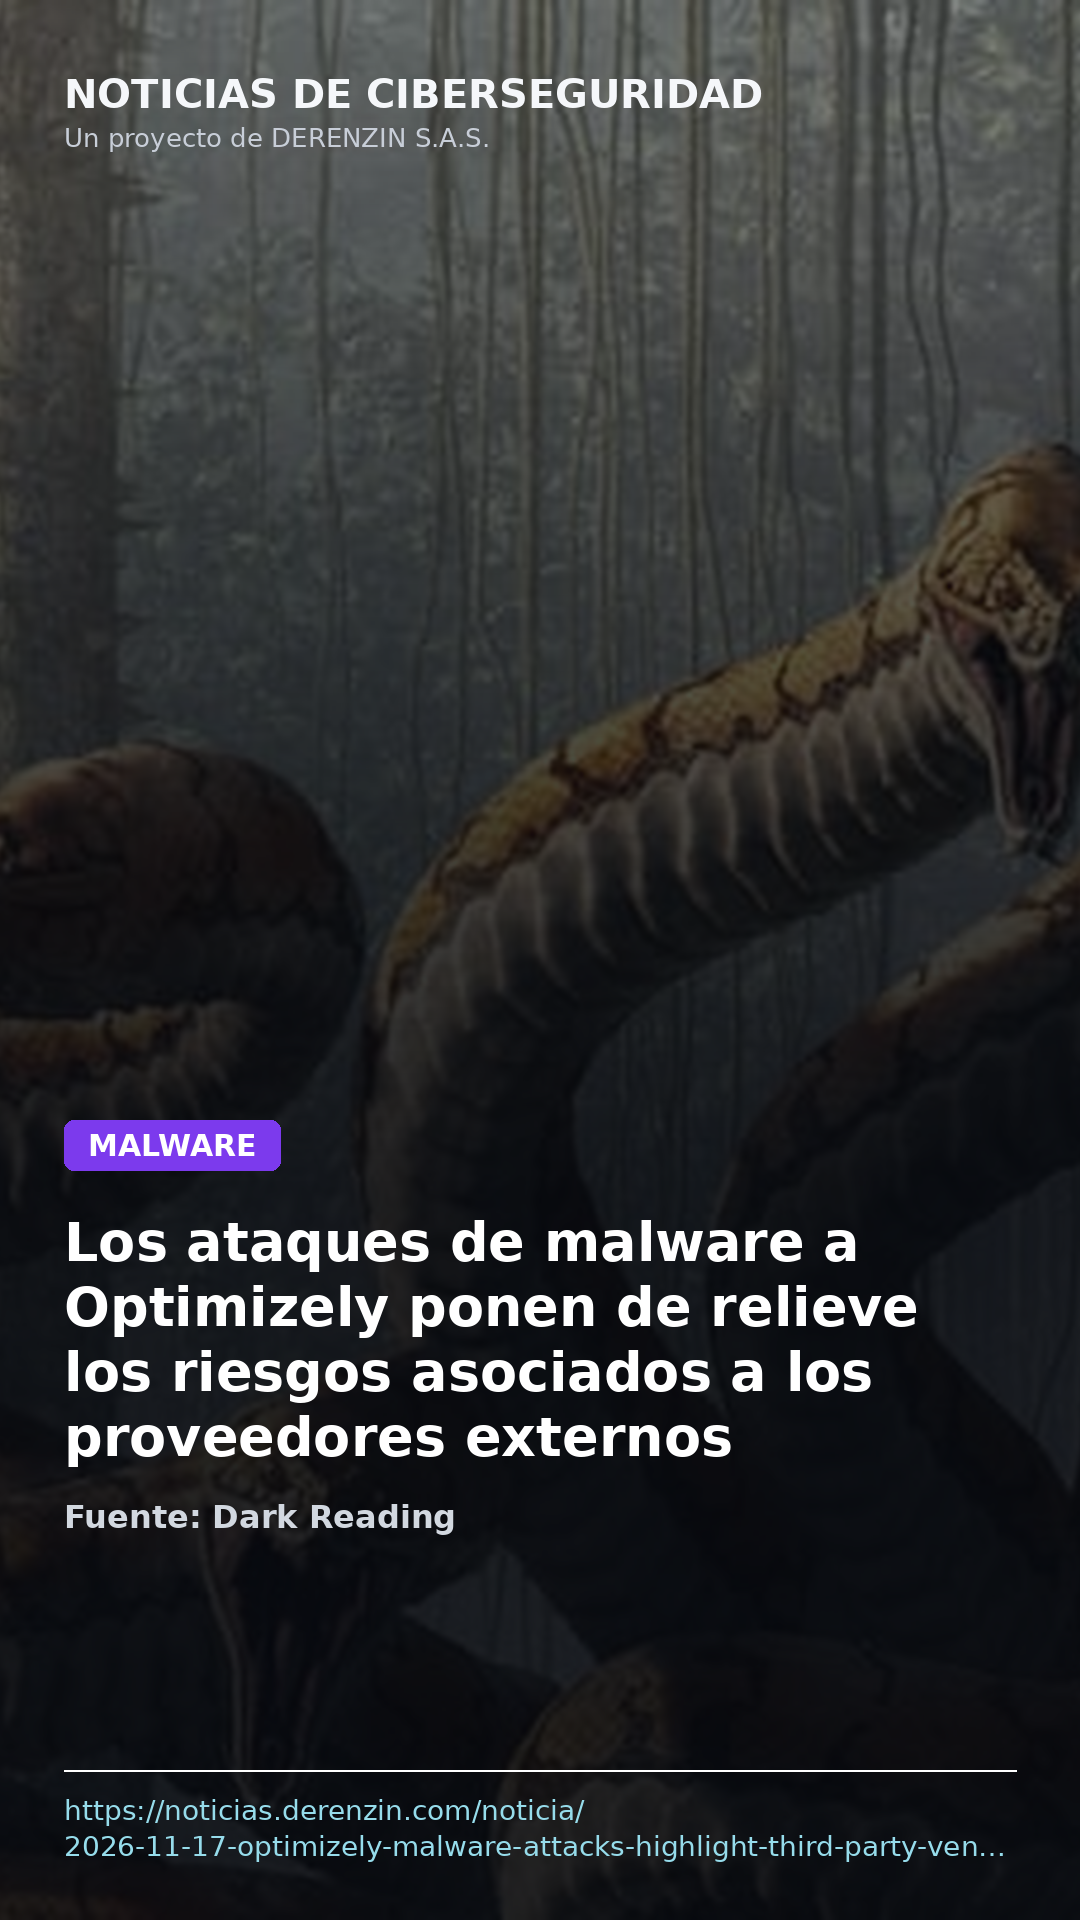 NOTICIAS DE CIBERSEGURIDAD
Un proyecto de DERENZIN S.A.S.
MALWARE
Los ataques de malware a
Optimizely ponen de relieve
los riesgos asociados a los
proveedores externos
Fuente: Dark Reading
https://noticias.derenzin.com/noticia/
2026-11-17-optimizely-malware-attacks-highlight-third-party-ven...